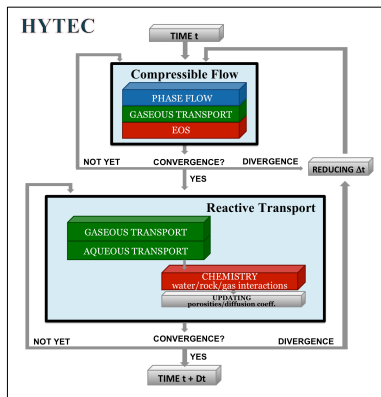 HYTEC
TIME t
Compressible Flow
PHASE FLOW
GASEOUS TRANSPORT
EOS
NOT YET CONVERGENCE? DIVERGENCE
REDUCING Δt
YES
Reactive Transport
GASEOUS TRANSPORT
AQUEOUS TRANSPORT
CHEMISTRY
water/rock/gas interactions
UPDATING
porosities/diffusion coeff.
NOT YET CONVERGENCE? DIVERGENCE
YES
TIME t + Dt